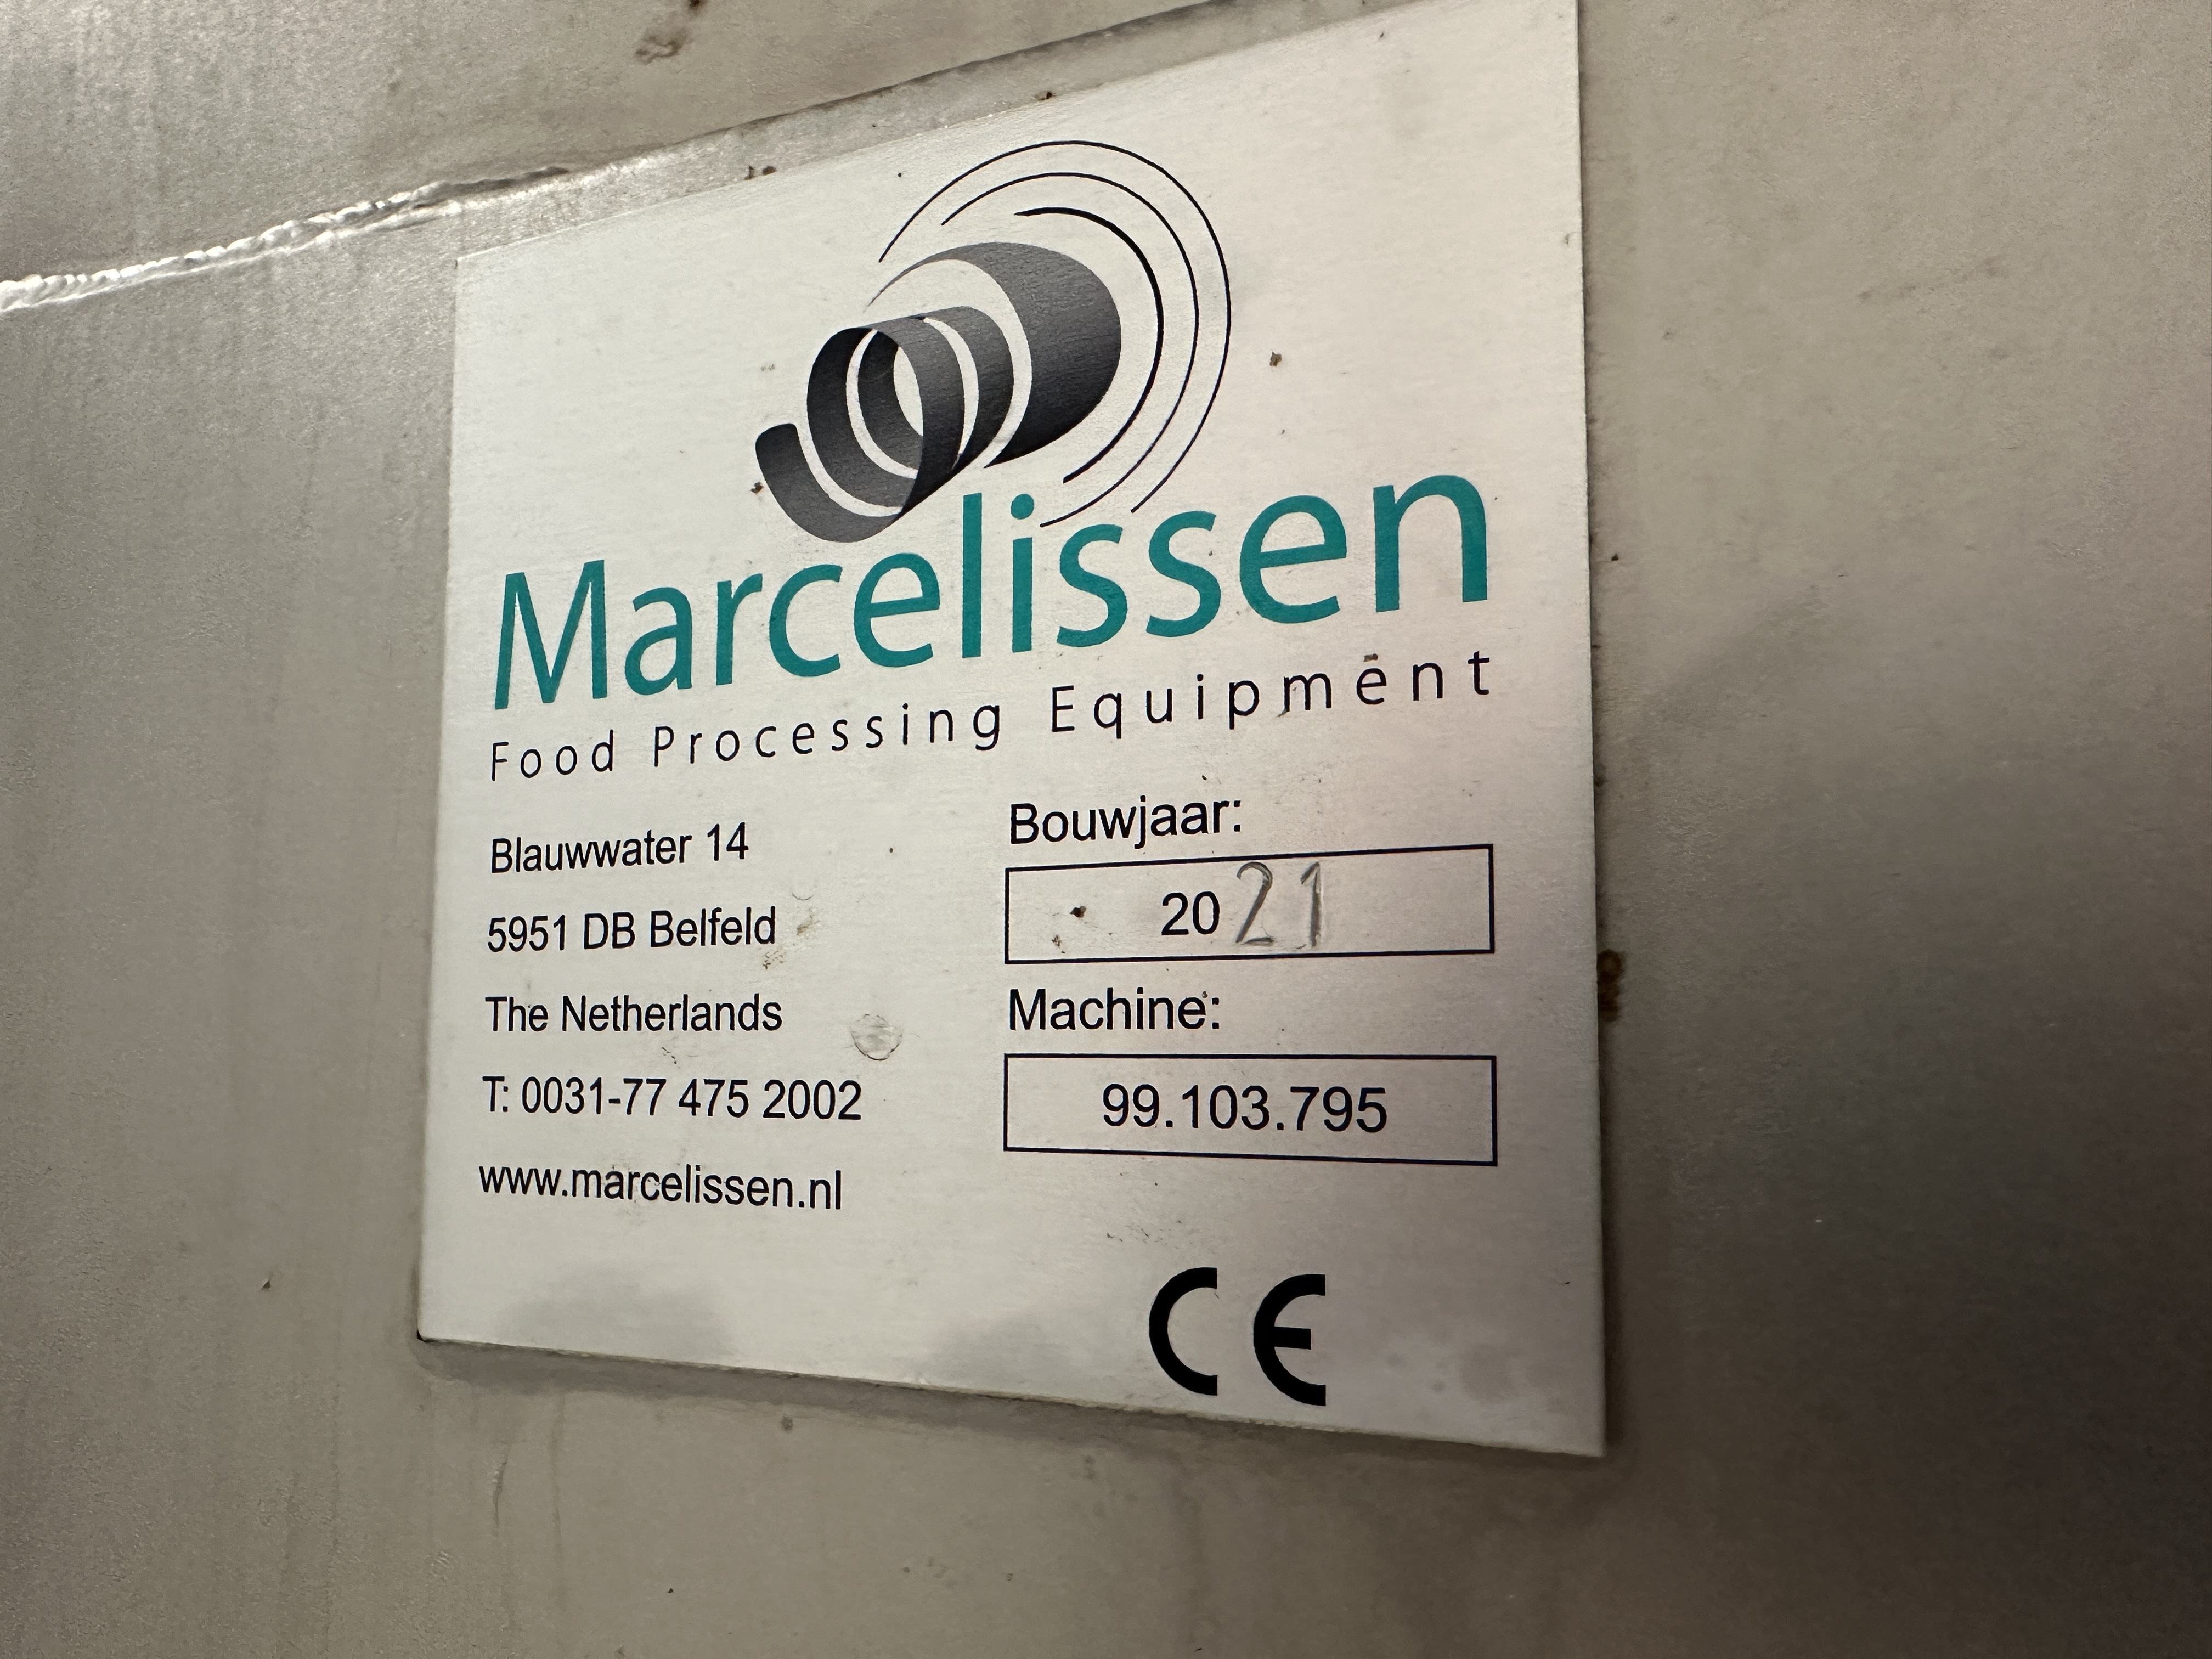 Marcelissen
Food Processing Equipment
Blauwwater 14
5951 DB Belfeld
The Netherlands
T: 0031-77 475 2002
www.marcelissen.nl
Bouwjaar:
2021
Machine:
99.103.795
CE